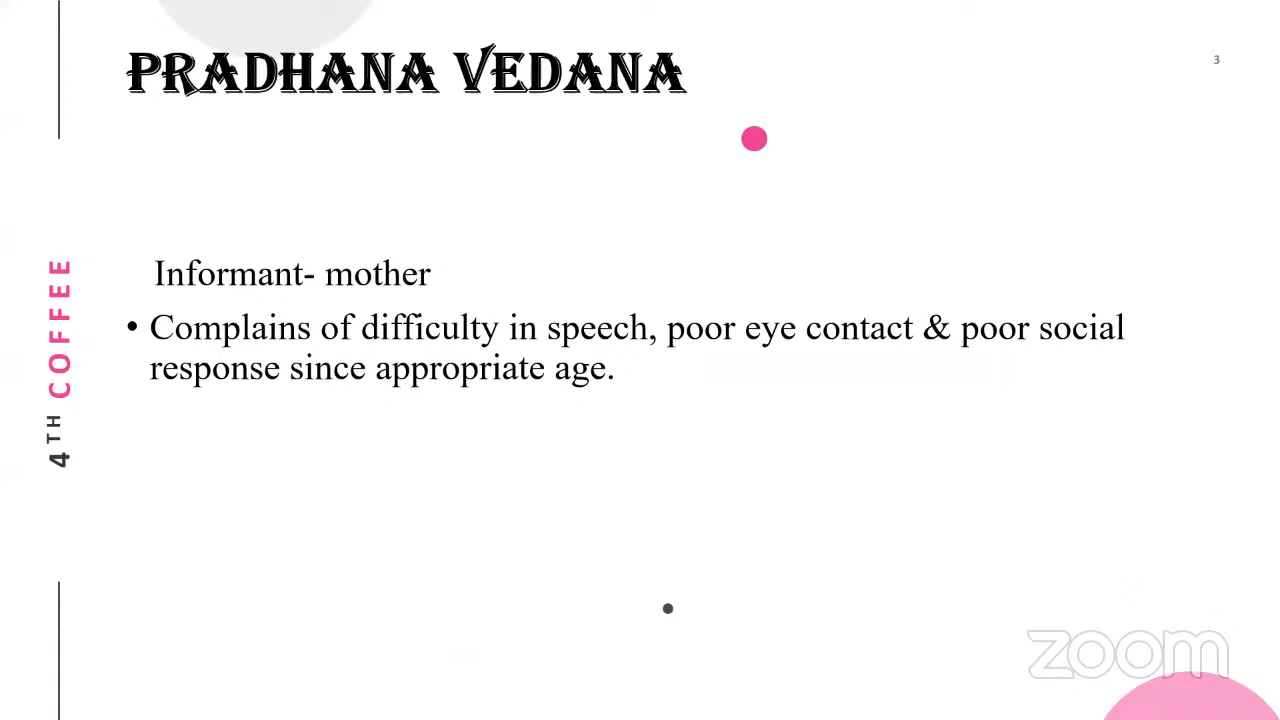 PRADHANA VEDANA
3
Informant- mother
• Complains of difficulty in speech, poor eye contact & poor social
response since appropriate age.
4TH COFFEE
zoom